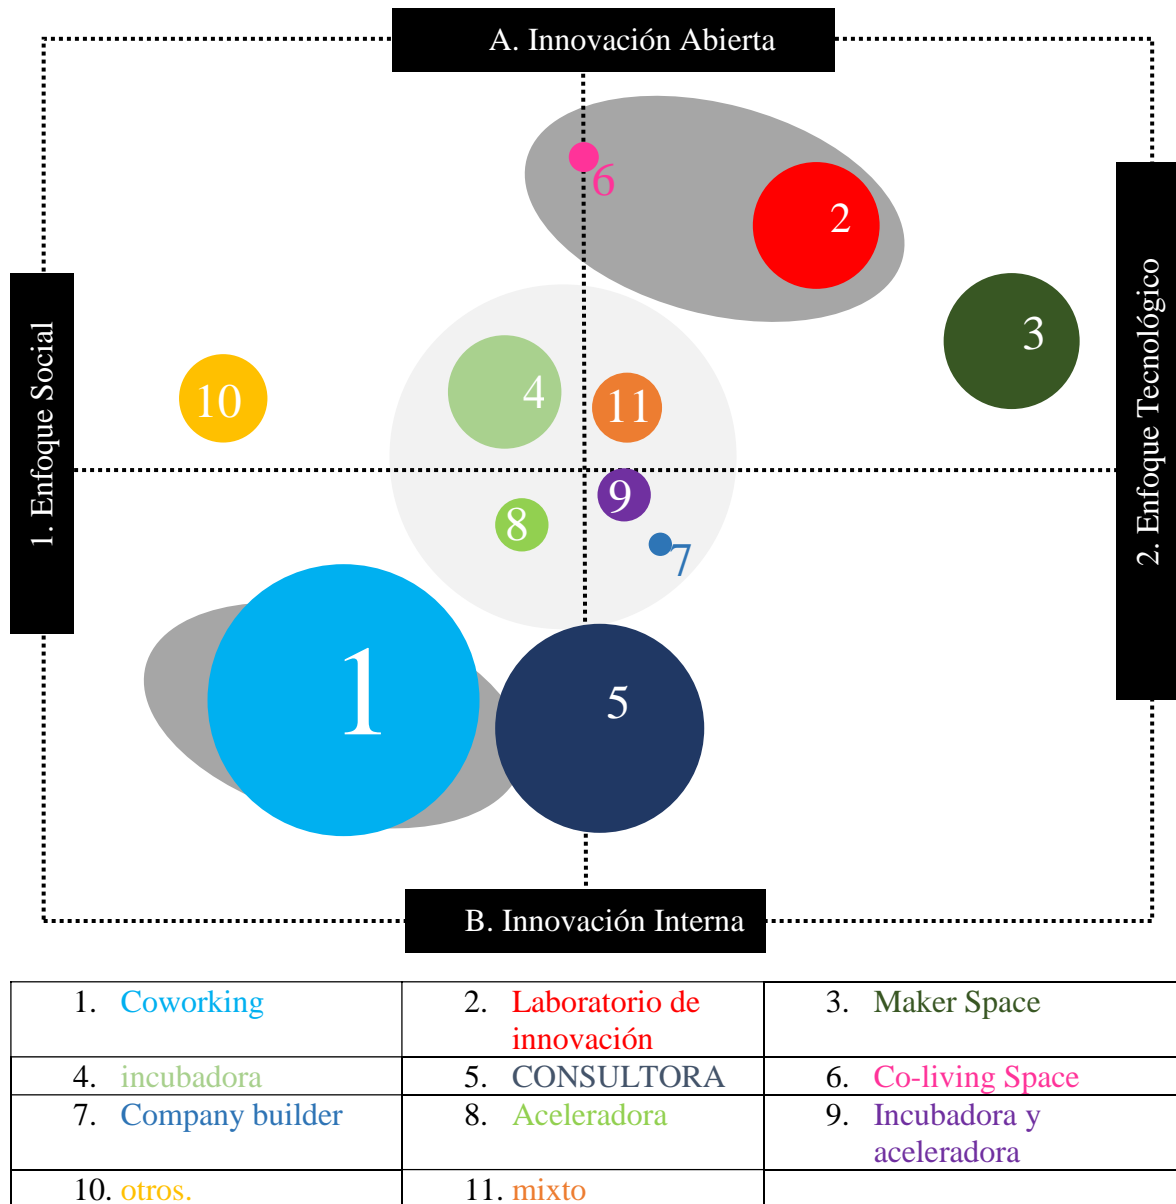 A. Innovación Abierta
6
2
1. Enfoque Social
2. Enfoque Tecnológico
3
10
4
11
9
8
7
1
5
B. Innovación Interna
1. Coworking
2. Laboratorio de
innovación
3. Maker Space
4. incubadora
5. CONSULTORA
6. Co-living Space
7. Company builder
8. Aceleradora
9. Incubadora y
aceleradora
10. otros.
11. mixto